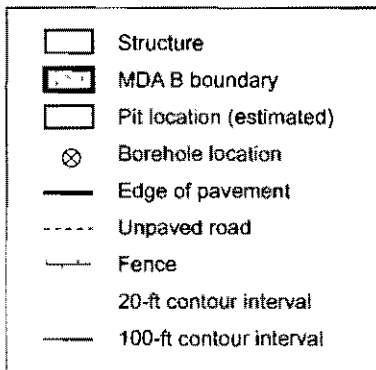 Structure
MDA B boundary
Pit location (estimated)
Borehole location
Edge of pavement
Unpaved road
Fence
20-ft contour interval
100-ft contour interval